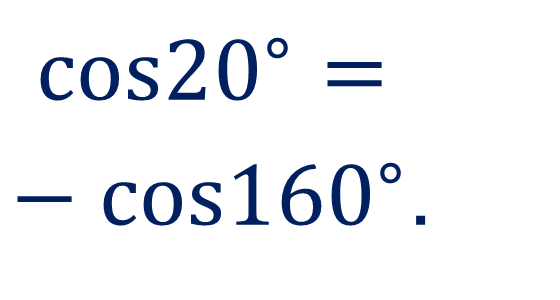 cos20° =
− cos160°.